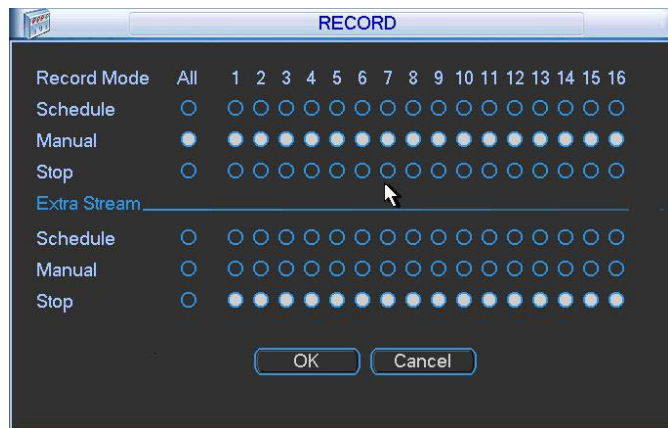 RECORD
Record Mode All 1 2 3 4 5 6 7 8 9 10 11 12 13 14 15 16
Schedule
Manual
Stop
Extra Stream
Schedule
Manual
Stop
OK Cancel